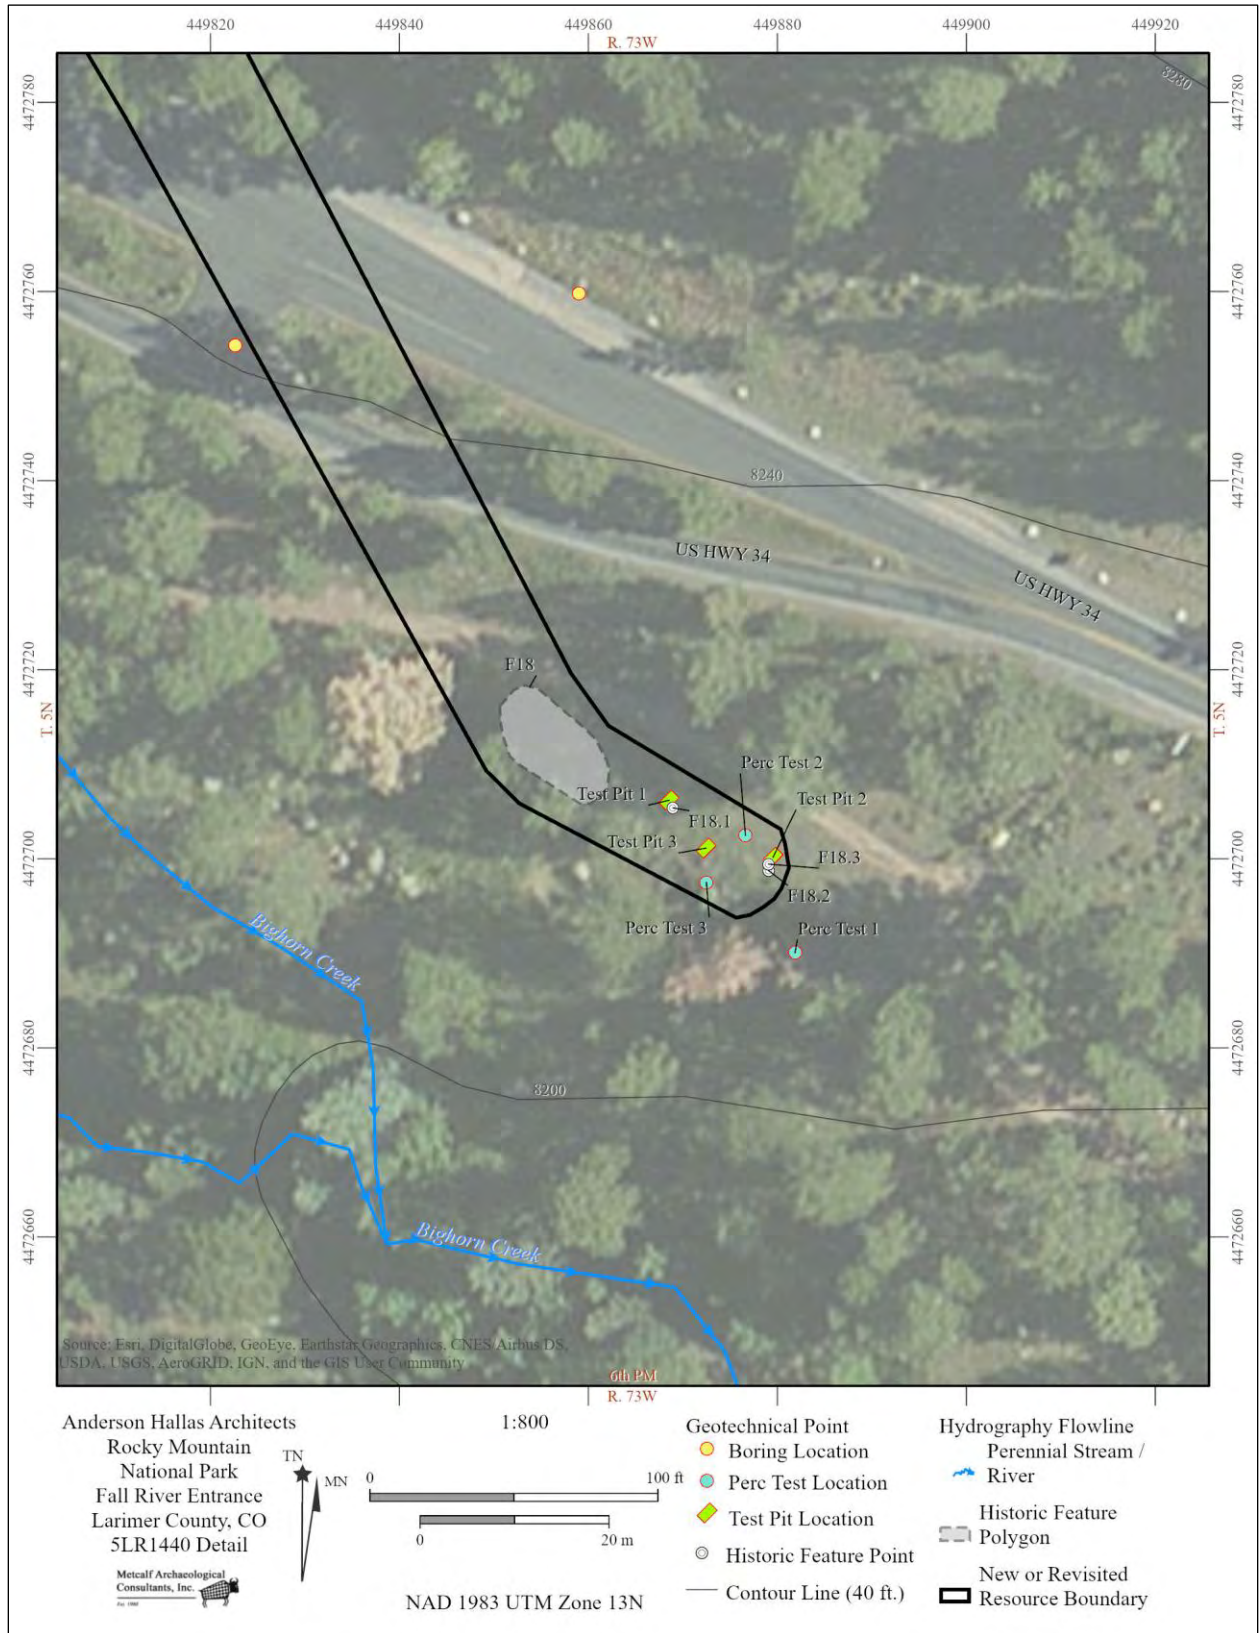 449820
449840
449860
449880
449900
449920
R. 73W
8280
4472780
4472780
4472760
4472760
4472740
4472740
8240
US HWY 34
US HWY 34
4472720
4472720
F18
T. 5N
T. 5N
Perc Test 2
Test Pit 1
Test Pit 2
F18.1
Test Pit 3
4472700
4472700
F18.3
F18.2
Perc Test 3
Perc Test 1
Bighorn Creek
4472680
4472680
8200
4472660
4472660
Bighorn Creek
Source: Esri, DigitalGlobe, GeoEye, Earthstar Geographics, CNES/Airbus DS,
USDA, USGS, AeroGRID, IGN, and the GIS User Community
6th PM
R. 73W
Anderson Hallas Architects
Rocky Mountain
National Park
Fall River Entrance
Larimer County, CO
5LR1440 Detail
Metcalf Archaeological
Consultants, Inc.
TN
MN
1:800
0
100 ft
0
20 m
NAD 1983 UTM Zone 13N
Geotechnical Point
Boring Location
Perc Test Location
Test Pit Location
Historic Feature Point
Contour Line (40 ft.)
Hydrography Flowline
Perennial Stream /
River
Historic Feature
Polygon
New or Revisited
Resource Boundary